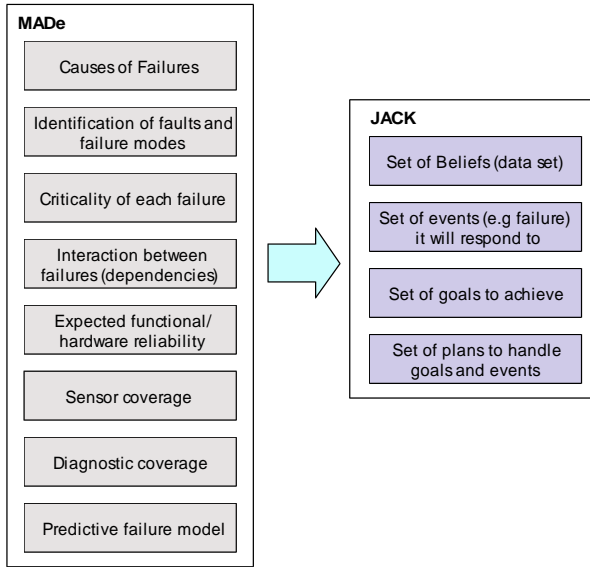 MADe
Causes of Failures
Identification of faults and
failure modes
Criticality of each failure
Interaction between
failures (dependencies)
Expected functional/
hardware reliability
Sensor coverage
Diagnostic coverage
Predictive failure model
JACK
Set of Beliefs (data set)
Set of events (e.g failure)
it will respond to
Set of goals to achieve
Set of plans to handle
goals and events